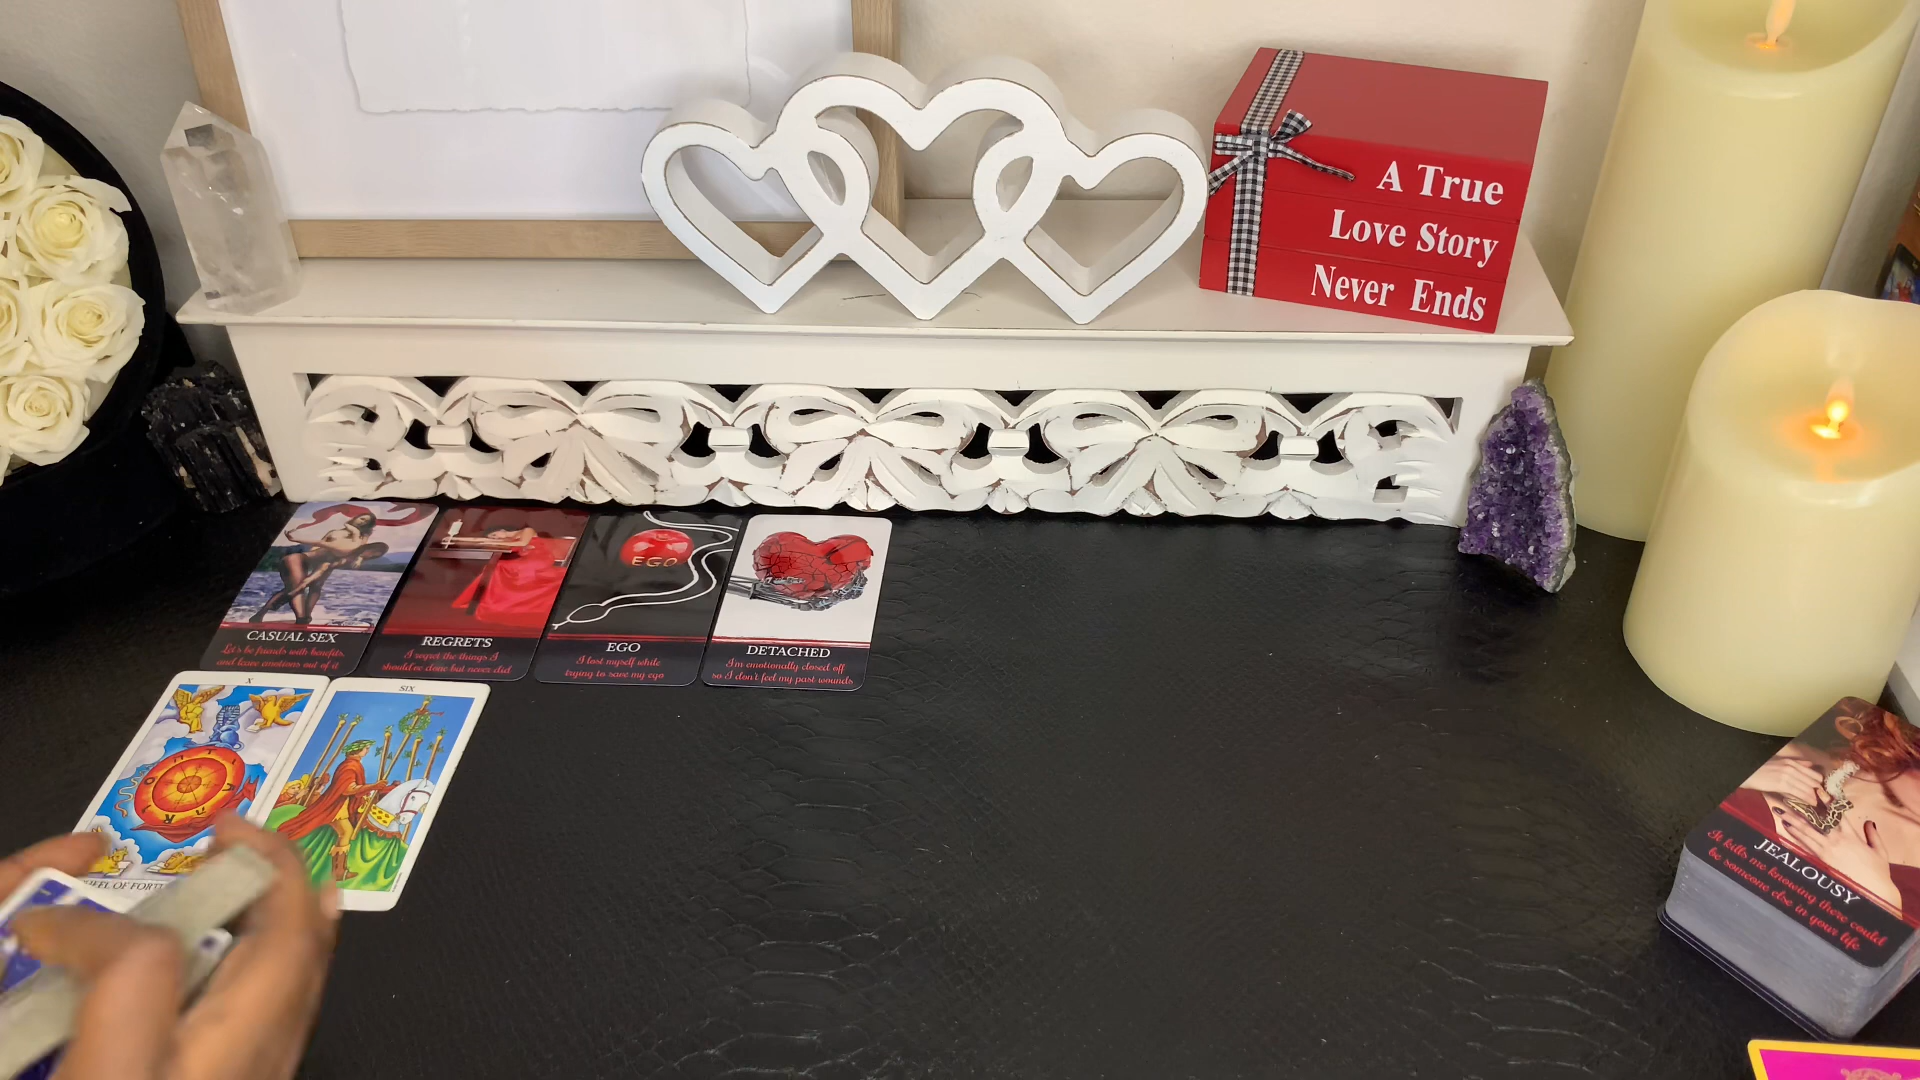 A True
Love Story
Never Ends
CASUAL SEX
Let's be friends with benefits
and leave emotions out of it
REGRETS
I regret the things I
should've done but never did
EGO
EGO
I lost myself while
trying to save my ego
DETACHED
I'm emotionally closed off
so I don't feel my past wounds
X
SIX
JEALOUSY
It kills me knowing there could
be someone else in your life